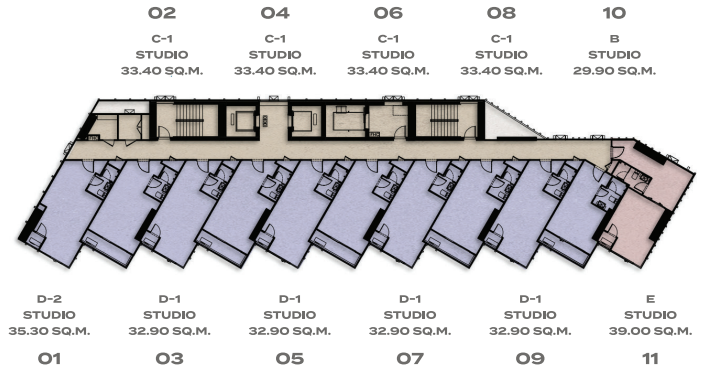 02 04 06 08 10
C-1 C-1 C-1 C-1 B
STUDIO STUDIO STUDIO STUDIO STUDIO
33.40 SQ.M. 33.40 SQ.M. 33.40 SQ.M. 33.40 SQ.M. 29.90 SQ.M.
D-2 D-1 D-1 D-1 D-1 E
STUDIO STUDIO STUDIO STUDIO STUDIO STUDIO
35.30 SQ.M. 32.90 SQ.M. 32.90 SQ.M. 32.90 SQ.M. 32.90 SQ.M. 39.00 SQ.M.
01 03 05 07 09 11